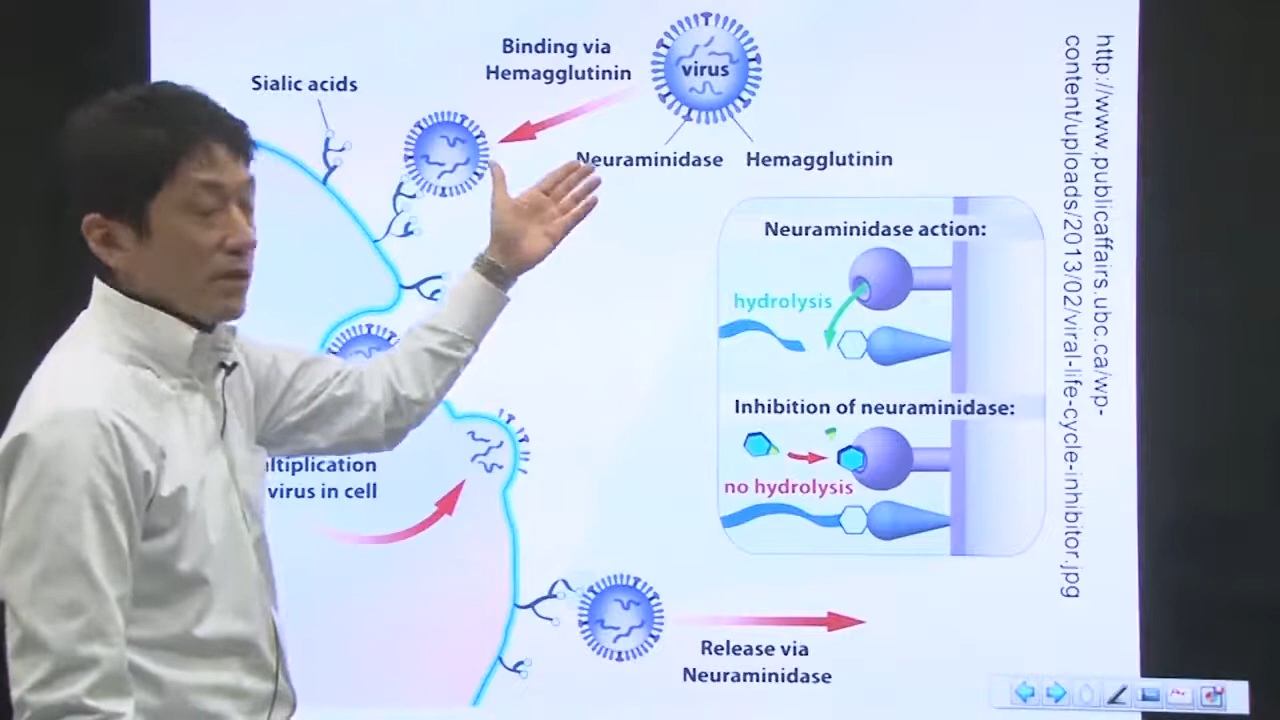 Binding via
Hemagglutinin
virus
Sialic acids
Neuraminidase
Hemagglutinin
Neuraminidase action:
hydrolysis
Inhibition of neuraminidase:
no hydrolysis
ltiplication
virus in cell
Release via
Neuraminidase
http://www.publicaffairs.ubc.ca/wp-
content/uploads/2013/02/viral-life-cycle-inhibitor.jpg